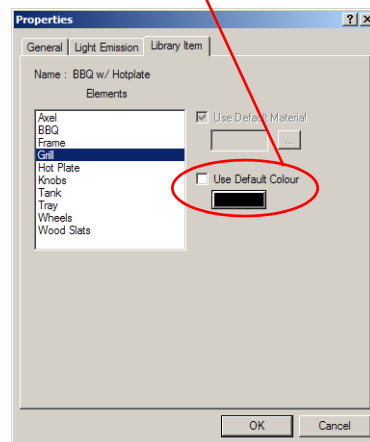 Properties
General Light Emission Library Item
Name : BBQ w/ Hotplate
Elements
Axel
BBQ
Frame
Grill
Hot Plate
Knobs
Tank
Tray
Wheels
Wood Slats
Use Default Material
...
Use Default Colour
OK Cancel